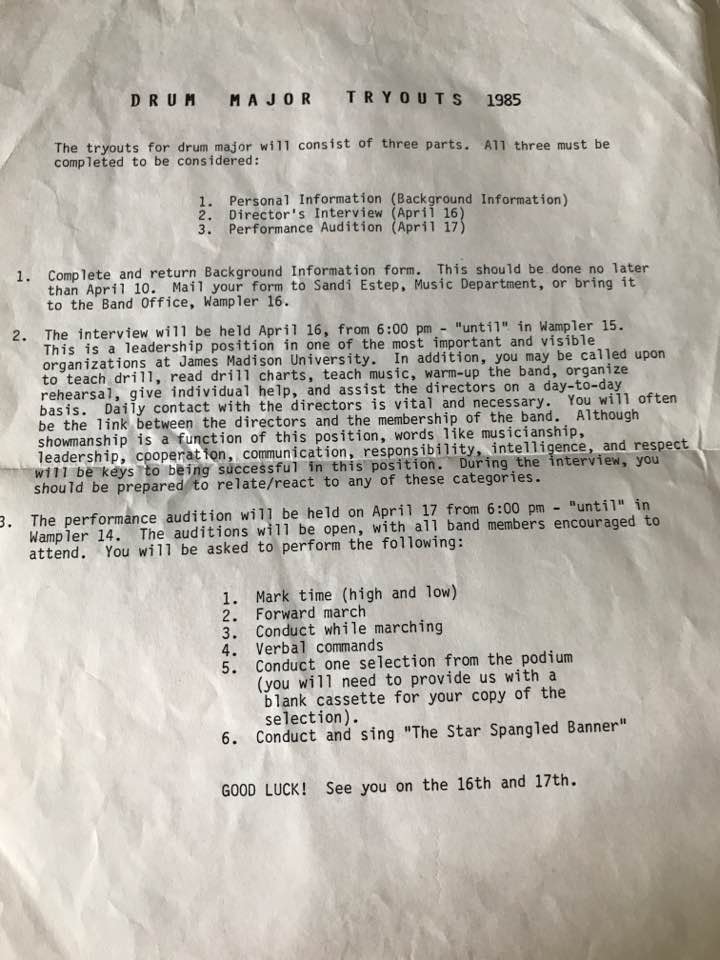 DRUM MAJOR TRYOUTS 1985
The tryouts for drum major will consist of three parts. All three must be
completed to be considered:
1. Personal Information (Background Information)
2. Director's Interview (April 16)
3. Performance Audition (April 17)
1. Complete and return Background Information form. This should be done no later
than April 10. Mail your form to Sandi Estep, Music Department, or bring it
to the Band Office, Wampler 16.
2. The interview will be held April 16, from 6:00 pm - "until" in Wampler 15.
This is a leadership position in one of the most important and visible
organizations at James Madison University. In addition, you may be called upon
to teach drill, read drill charts, teach music, warm-up the band, organize
rehearsal, give individual help, and assist the directors on a day-to-day
basis. Daily contact with the directors is vital and necessary. You will often
be the link between the directors and the membership of the band. Although
showmanship is a function of this position, words like musicianship,
leadership, cooperation, communication, responsibility, intelligence, and respect
will be keys to being successful in this position. During the interview, you
should be prepared to relate/react to any of these categories.
3. The performance audition will be held on April 17 from 6:00 pm - "until" in
Wampler 14. The auditions will be open, with all band members encouraged to
attend. You will be asked to perform the following:
1. Mark time (high and low)
2. Forward march
3. Conduct while marching
4. Verbal commands
5. Conduct one selection from the podium
(you will need to provide us with a
blank cassette for your copy of the
selection).
6. Conduct and sing "The Star Spangled Banner"
GOOD LUCK! See you on the 16th and 17th.